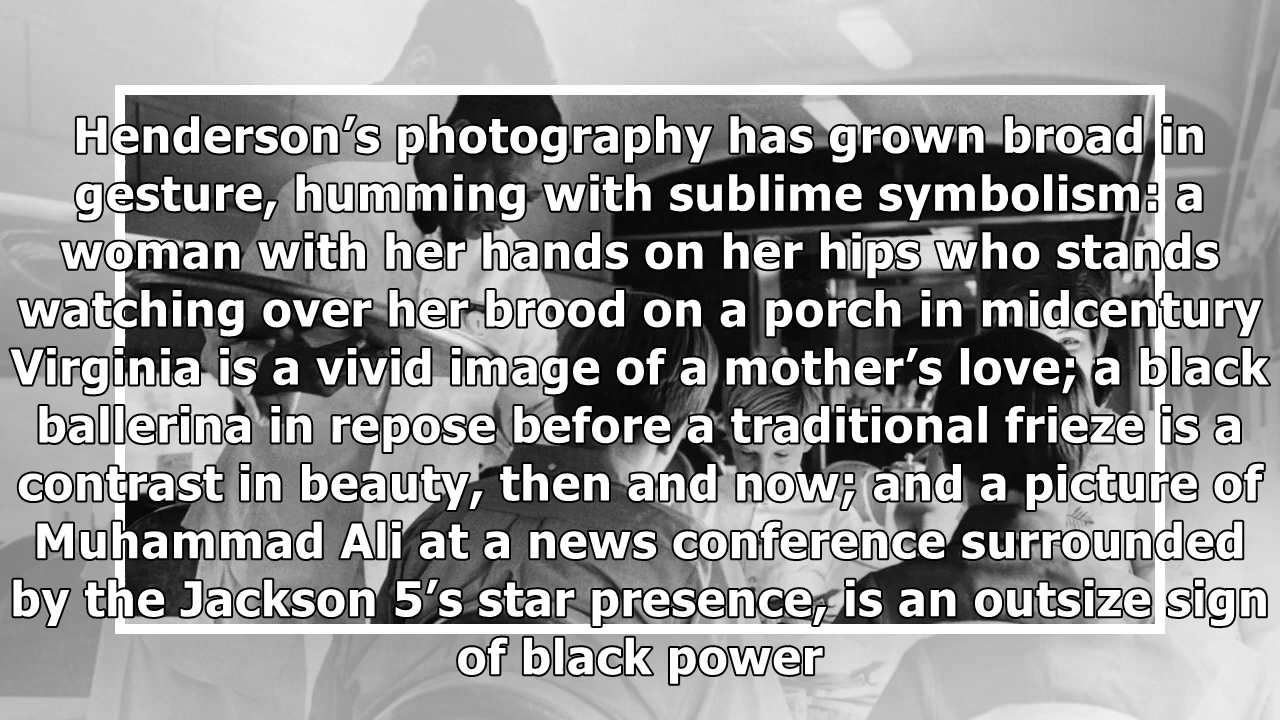 Henderson’s photography has grown broad in
gesture, humming with sublime symbolism: a
woman with her hands on her hips who stands
watching over her brood on a porch in midcentury
Virginia is a vivid image of a mother’s love; a black
ballerina in repose before a traditional frieze is a
contrast in beauty, then and now; and a picture of
Muhammad Ali at a news conference surrounded
by the Jackson 5’s star presence, is an outsize sign
of black power